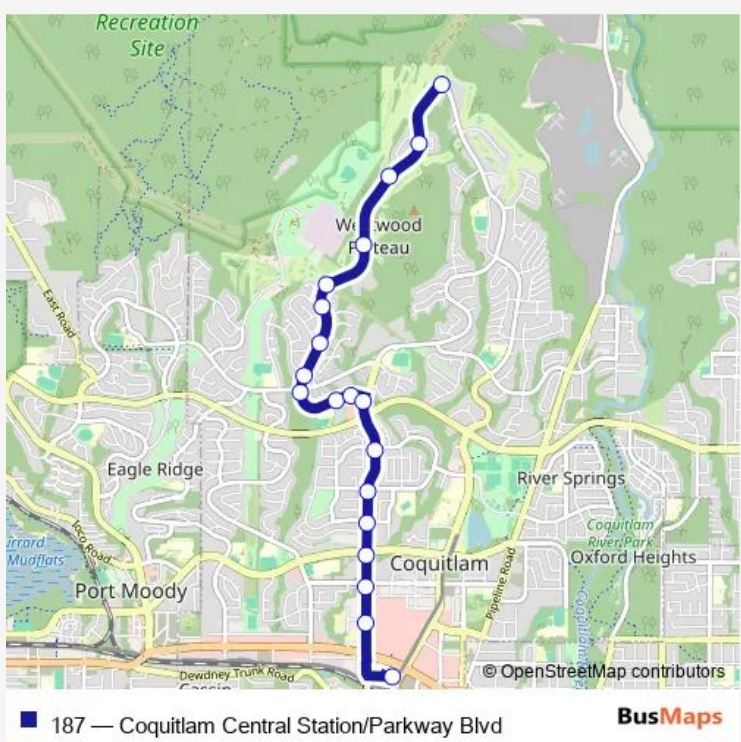 Recreation
Site
Westwood
Plateau
East Road
Eagle Ridge
River Springs
Coquitlam
River Park
Oxford Heights
Ioco Road
Mudflats
Coquitlam
Port Moody
Pipeline Road
Dewdney Trunk Road
© OpenStreetMap contributors
187 — Coquitlam Central Station/Parkway Blvd
BusMaps